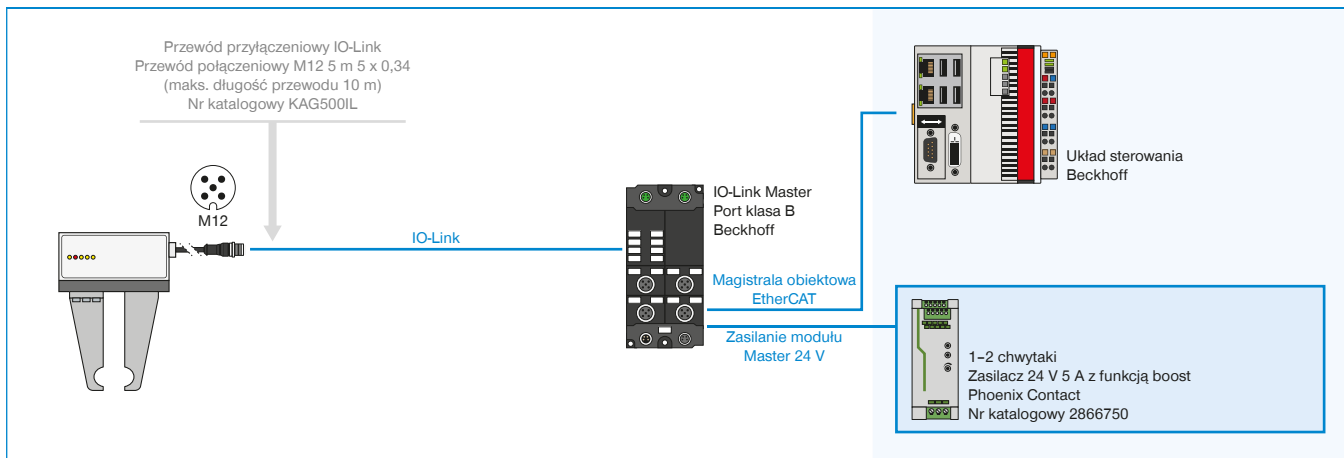 Przewód przyłączeniowy IO-Link
Przewód połączeniowy M12 5 m 5 x 0,34
(maks. długość przewodu 10 m)
Nr katalogowy KAG500IL
M12
IO-Link
IO-Link Master
Port klasa B
Beckhoff
Magistrala obiektowa
EtherCAT
Zasilanie modułu
Master 24 V
Układ sterowania
Beckhoff
1–2 chwytaki
Zasilacz 24 V 5 A z funkcją boost
Phoenix Contact
Nr katalogowy 2866750